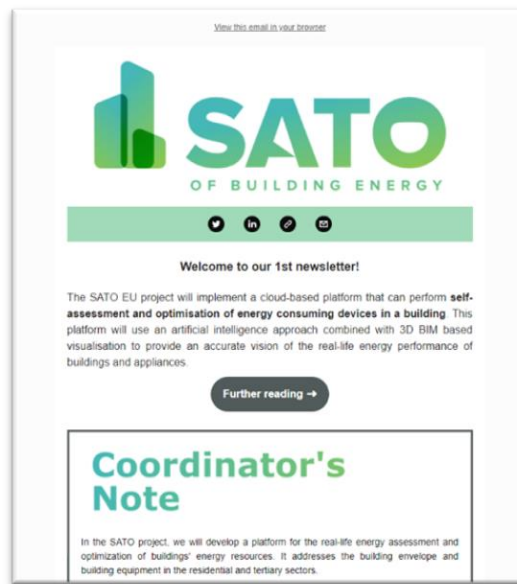 View this email in your browser
SATO
OF BUILDING ENERGY
Welcome to our 1st newsletter!
The SATO EU project will implement a cloud-based platform that can perform self-
assessment and optimisation of energy consuming devices in a building. This
platform will use an artificial intelligence approach combined with 3D BIM based
visualisation to provide an accurate vision of the real-life energy performance of
buildings and appliances.
Further reading →
Coordinator's
Note
In the SATO project, we will develop a platform for the real-life energy assessment and
optimization of buildings' energy resources. It addresses the building envelope and
building equipment in the residential and tertiary sectors.